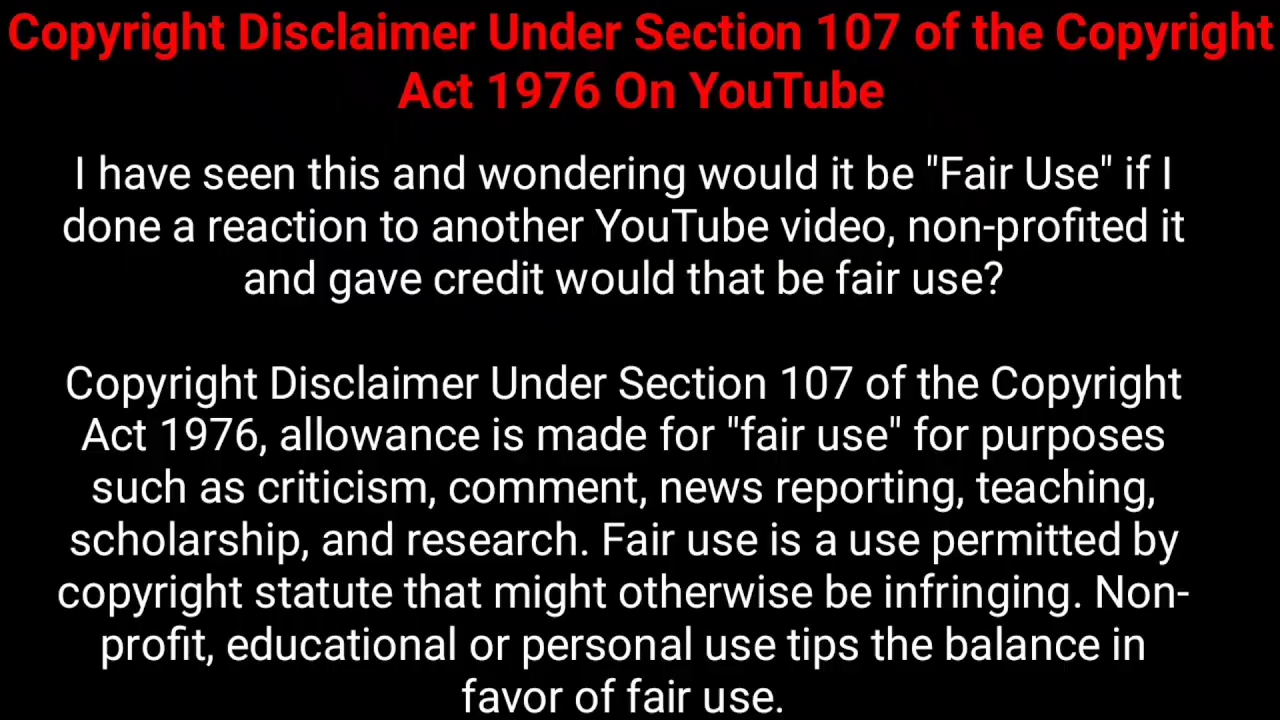 Copyright Disclaimer Under Section 107 of the Copyright
Act 1976 On YouTube
I have seen this and wondering would it be "Fair Use" if I
done a reaction to another YouTube video, non-profited it
and gave credit would that be fair use?
Copyright Disclaimer Under Section 107 of the Copyright
Act 1976, allowance is made for "fair use" for purposes
such as criticism, comment, news reporting, teaching,
scholarship, and research. Fair use is a use permitted by
copyright statute that might otherwise be infringing. Non-
profit, educational or personal use tips the balance in
favor of fair use.